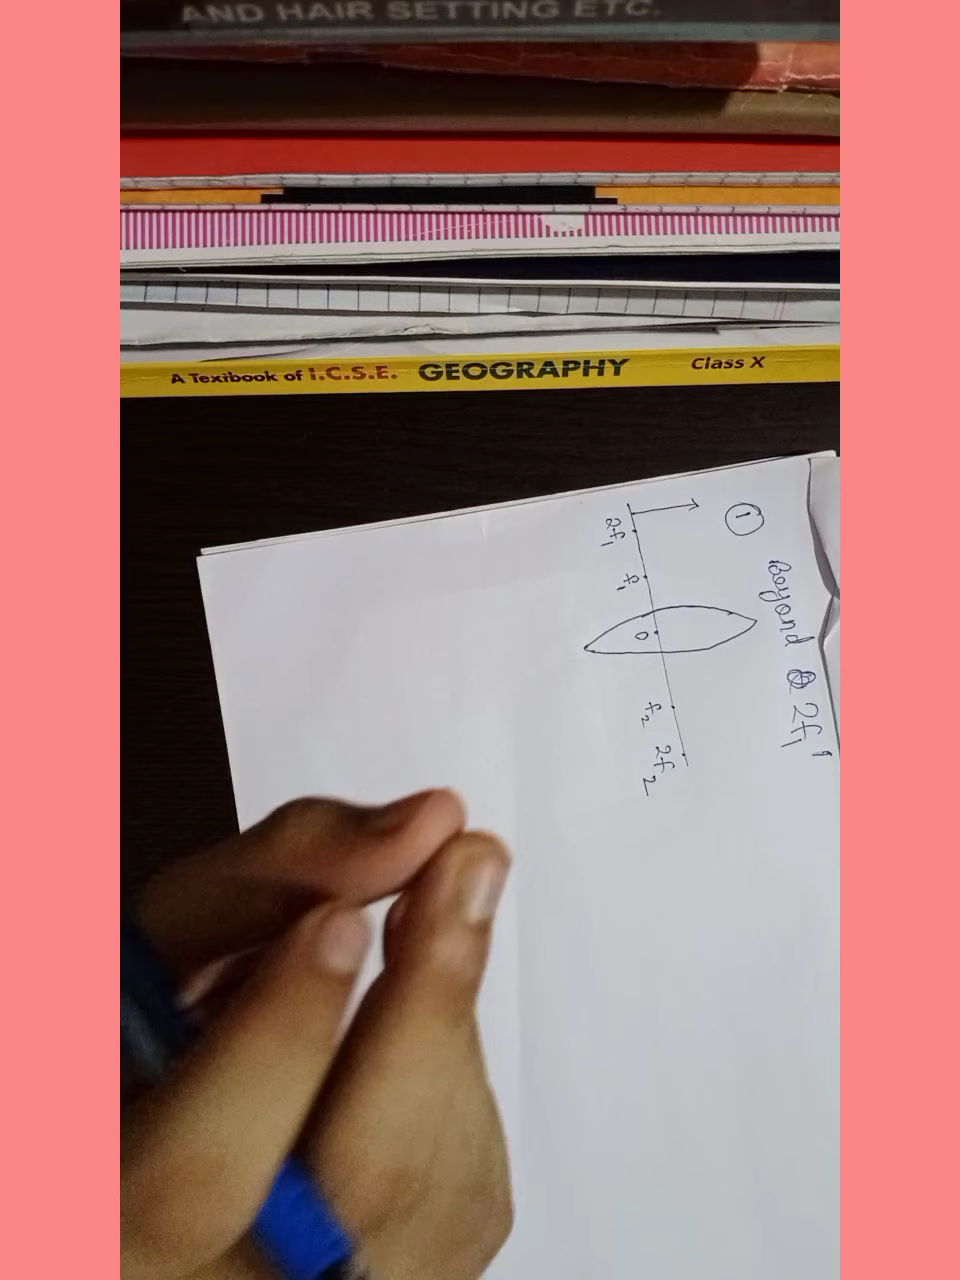 AND HAIR SETTING ETC.
A Textbook of I.C.S.E. GEOGRAPHY Class X
1 Beyond 2f1
2f1 f1 O f2 2f2